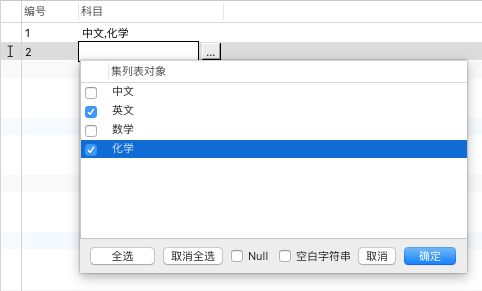 编号 科目
1 中文,化学
2 ...
集列表对象
中文
英文
数学
化学
全选 取消全选 Null 空白字符串 取消 确定